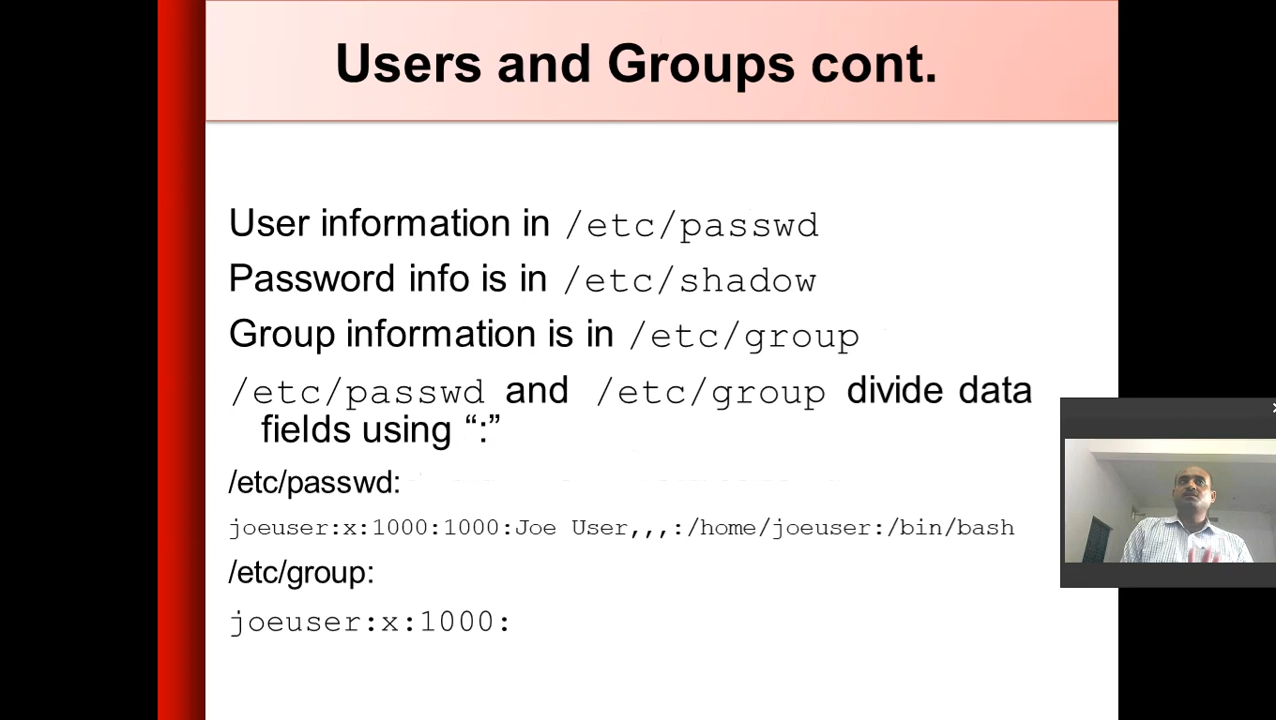 Users and Groups cont.
User information in /etc/passwd
Password info is in /etc/shadow
Group information is in /etc/group
/etc/passwd and /etc/group divide data
fields using “:”
/etc/passwd:
joeuser:x:1000:1000:Joe User,,,:/home/joeuser:/bin/bash
/etc/group:
joeuser:x:1000: